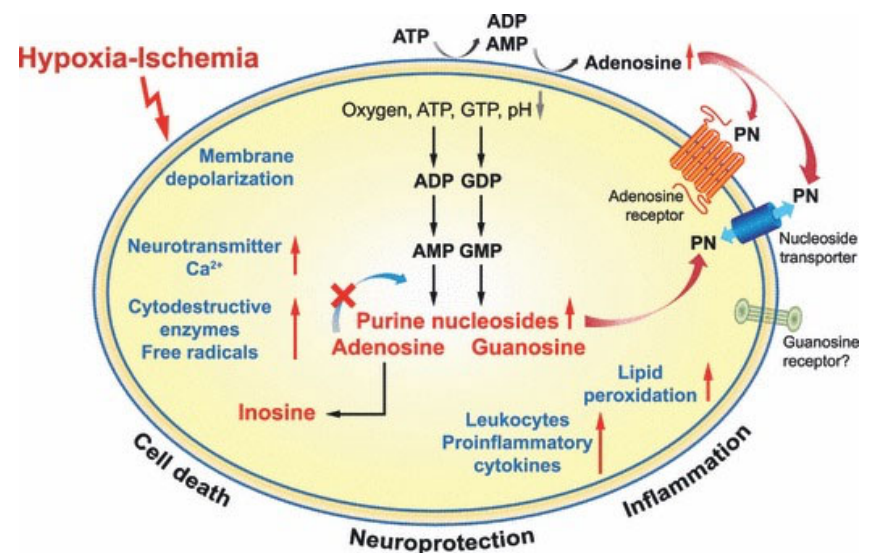 Hypoxia-Ischemia
ATP
ADP
AMP
Adenosine
Oxygen, ATP, GTP, pH
PN
Membrane
depolarization
ADP GDP
Adenosine
receptor
PN
PN
Nucleoside
transporter
Neurotransmitter
Ca²⁺
AMP GMP
Cytodestructive
enzymes
Free radicals
Purine nucleosides
Adenosine Guanosine
Guanosine
receptor?
Inosine
Lipid
peroxidation
Leukocytes
Proinflammatory
cytokines
Cell death
Neuroprotection
Inflammation